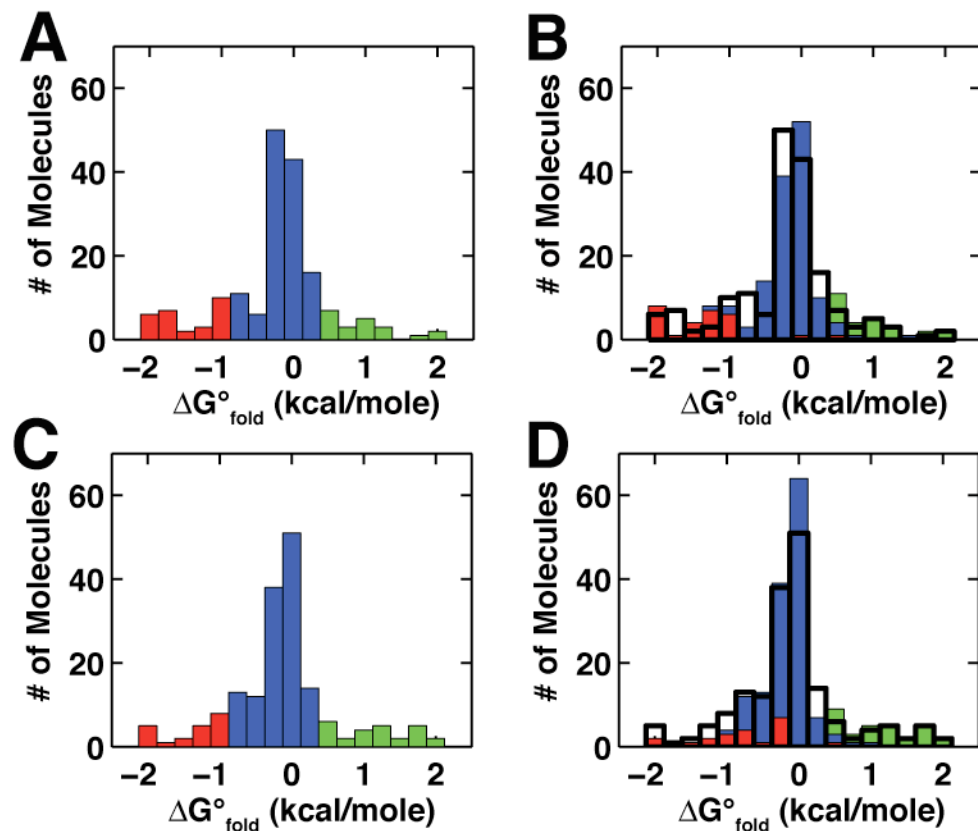 A
# of Molecules
60
40
20
0
−2 −1 0 1 2
ΔG°fold (kcal/mole)
B
# of Molecules
60
40
20
0
−2 −1 0 1 2
ΔG°fold (kcal/mole)
C
# of Molecules
60
40
20
0
−2 −1 0 1 2
ΔG°fold (kcal/mole)
D
# of Molecules
60
40
20
0
−2 −1 0 1 2
ΔG°fold (kcal/mole)